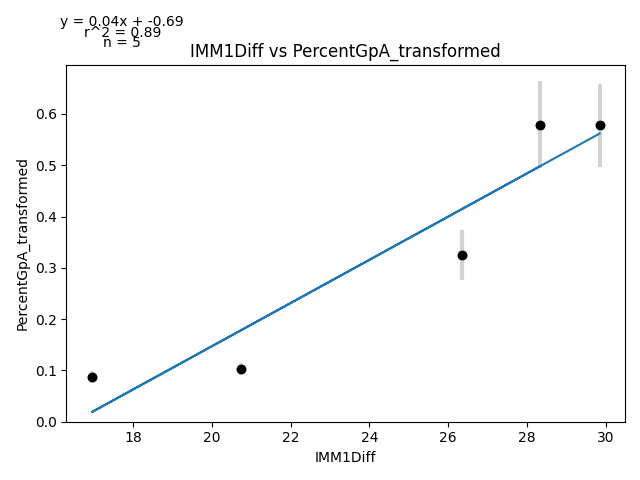 y = 0.04x + -0.69
r^2 = 0.89
n = 5
IMM1Diff vs PercentGpA_transformed
PercentGpA_transformed
0.6
0.5
0.4
0.3
0.2
0.1
0.0
18 20 22 24 26 28 30
IMM1Diff